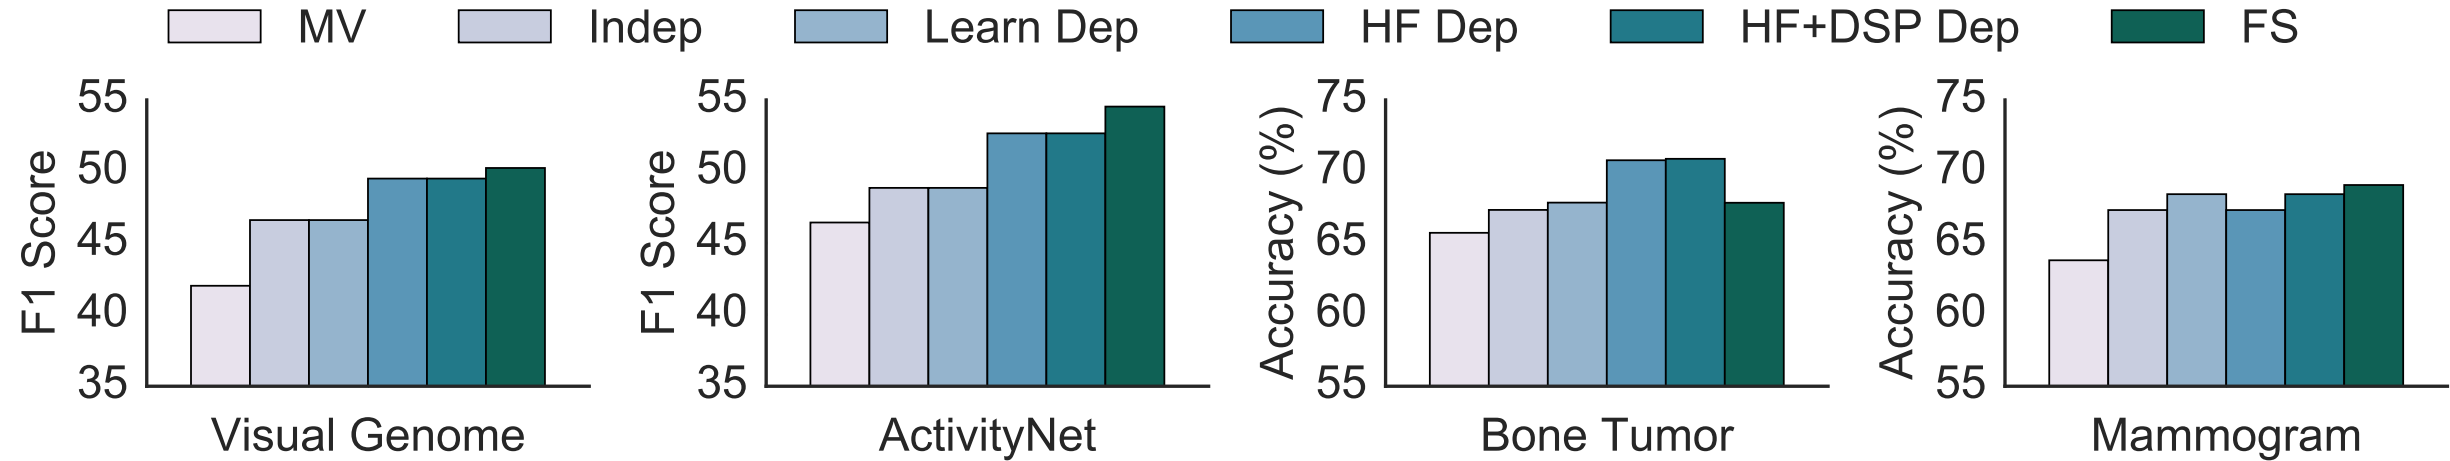 MV Indep Learn Dep HF Dep HF+DSP Dep FS
F1 Score
55
50
45
40
35
Visual Genome
F1 Score
55
50
45
40
35
ActivityNet
Accuracy (%)
75
70
65
60
55
Bone Tumor
Accuracy (%)
75
70
65
60
55
Mammogram